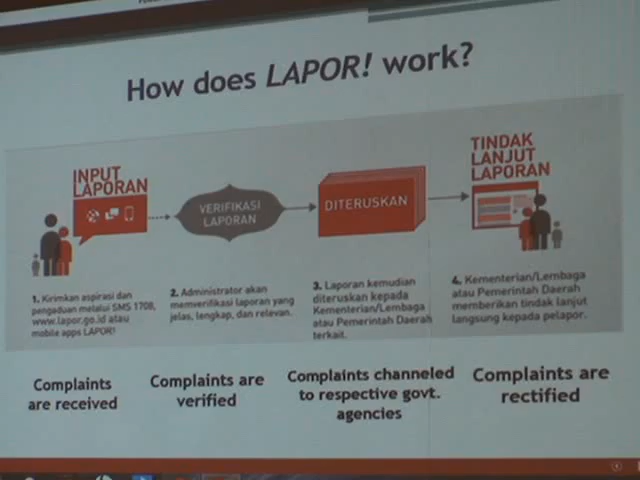 How does LAPOR! work?
INPUT
LAPORAN
VERIFIKASI
LAPORAN
DITERUSKAN
TINDAK
LANJUT
LAPORAN
1. Kirimkan aspirasi dan
pengaduan melalui SMS 1708,
www.lapor.go.id atau
mobile apps LAPOR!
2. Administrator akan
memverifikasi laporan yang
jelas, lengkap, dan relevan.
3. Laporan kemudian
diteruskan kepada
Kementerian/Lembaga
atau Pemerintah Daerah
terkait.
4. Kementerian/Lembaga
atau Pemerintah Daerah
memberikan tindak lanjut
langsung kepada pelapor.
Complaints
are received
Complaints are
verified
Complaints channeled
to respective govt.
agencies
Complaints are
rectified